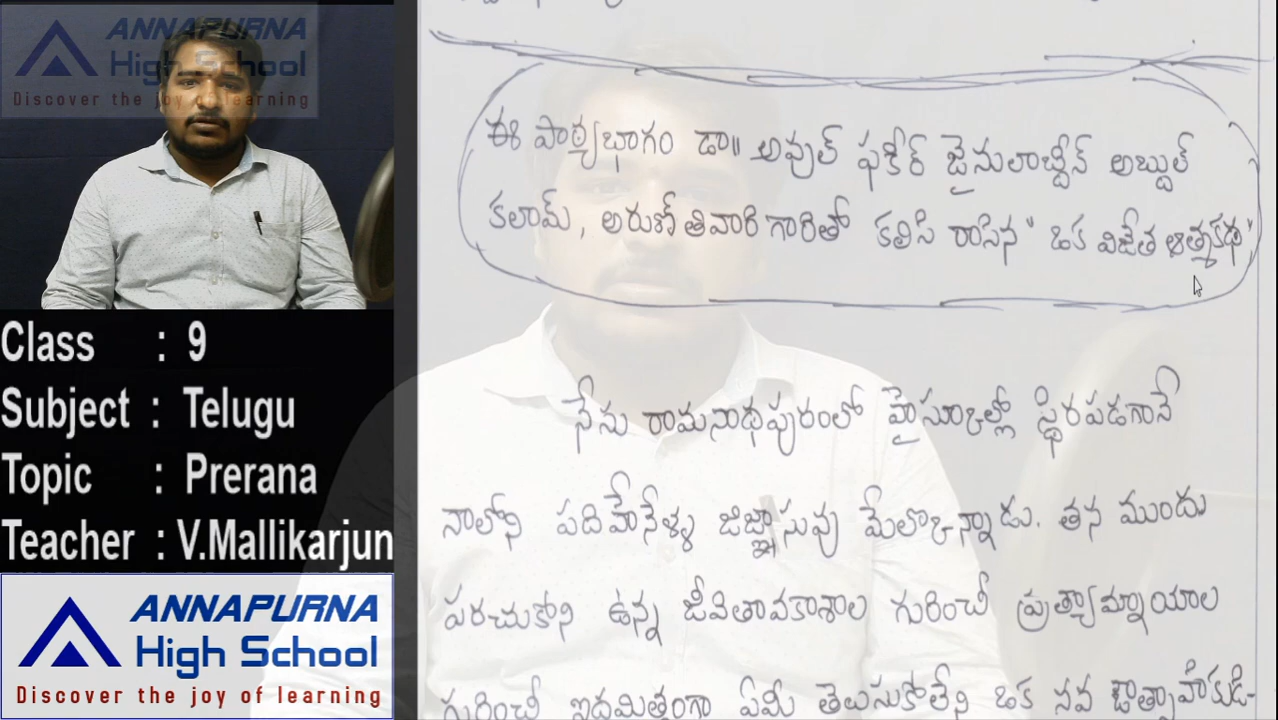 ANNAPURNA
High School
Discover the joy of learning
Class : 9
Subject : Telugu
Topic : Prerana
Teacher : V.Mallikarjun
ANNAPURNA
High School
Discover the joy of learning
ఈ పాఠ్యభాగం డా॥ అవుల్ ఫకీర్ జైనులాబ్దీన్ అబ్దుల్
కలామ్, అరుణ్ తివారి గారితో కలిసి రాసిన " ఒక విజేత ఆత్మకథ"
నేను రామనాథపురంలో హైస్కూల్లో స్థిరపడగానే
నాలోని పదిహేనేళ్ళ జిజ్ఞాసువు మేల్కొన్నాడు. తన ముందు
పరచుకోని ఉన్న జీవితావకాశాల గురించీ ప్రత్యామ్నాయాల
గురించీ ఇదమిత్థంగా ఏమీ తెలుసుకోలేని ఒక నవ ఔత్సాహికుడి-